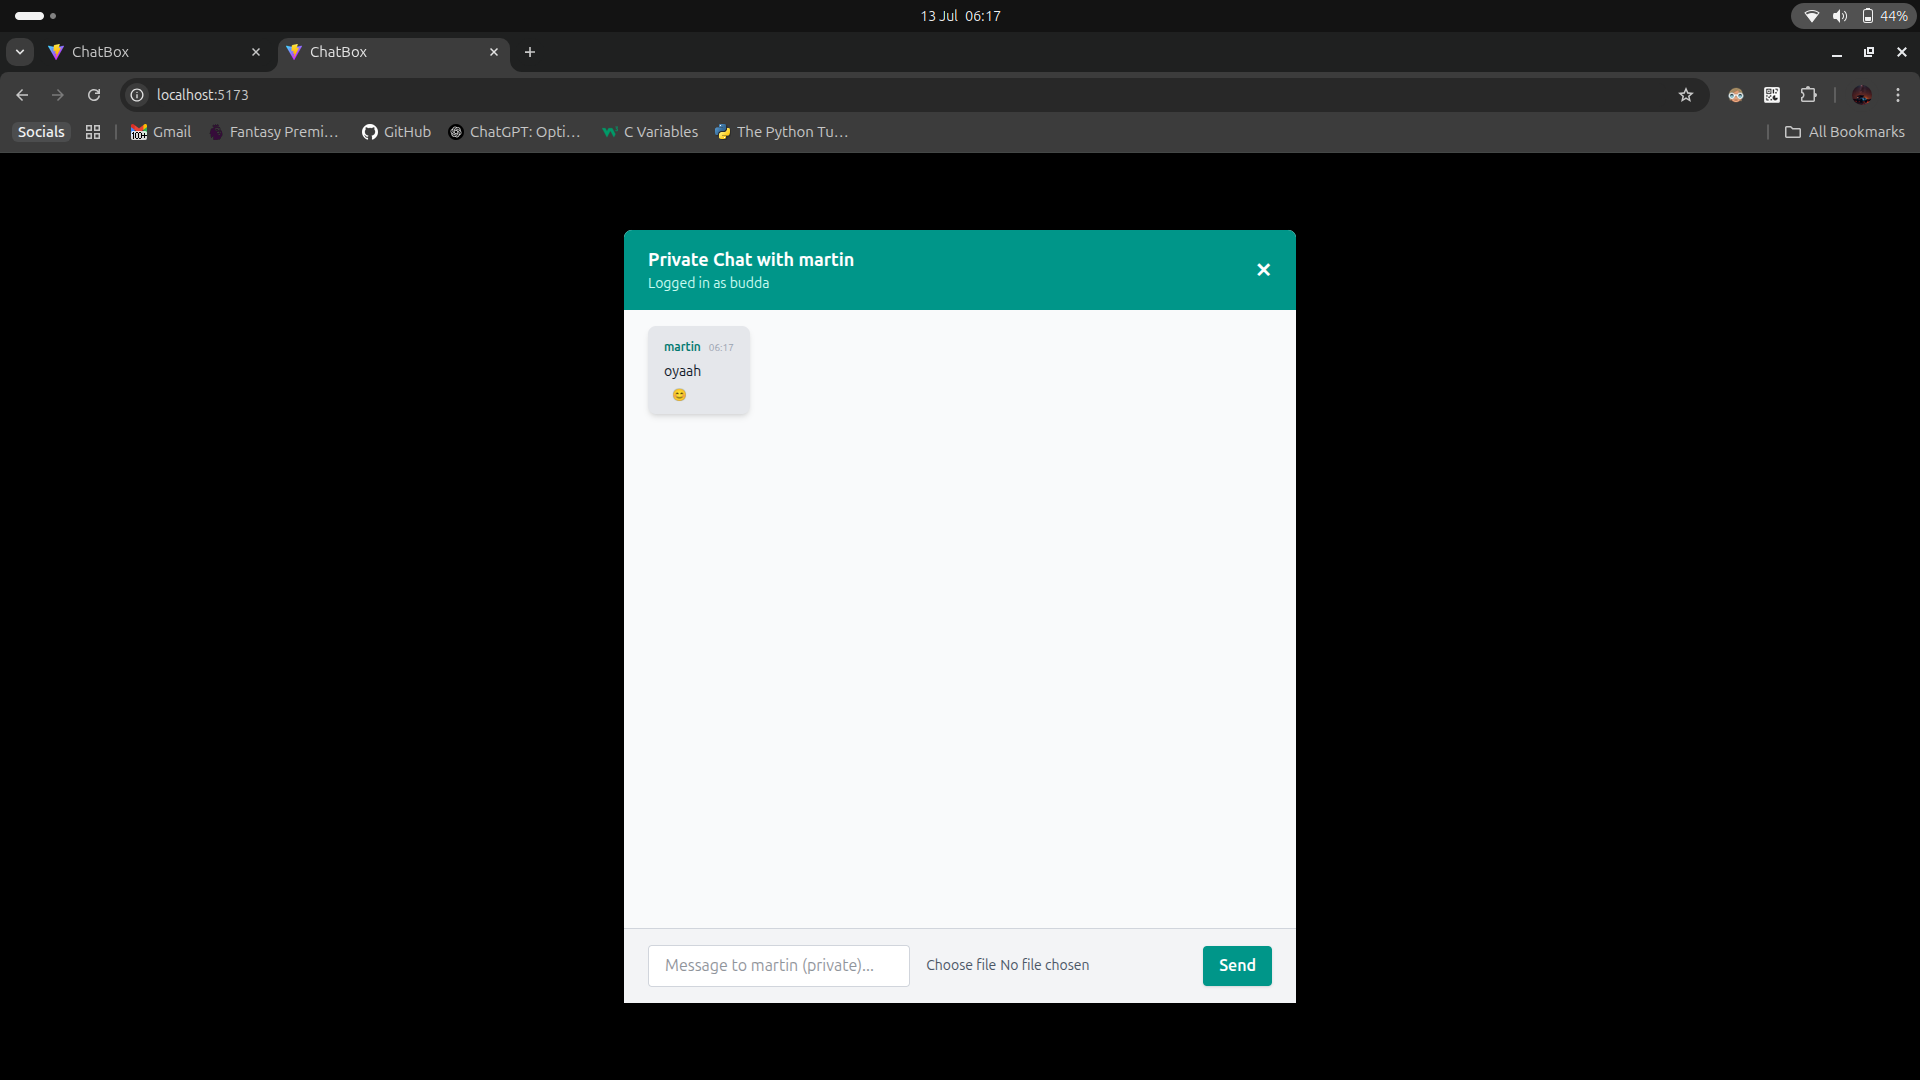 13 Jul 06:17
44%
ChatBox
ChatBox
localhost:5173
Socials
Gmail
Fantasy Premi...
GitHub
ChatGPT: Opti...
C Variables
The Python Tu...
All Bookmarks
Private Chat with martin
Logged in as budda
martin 06:17
oyaah
😊
Message to martin (private)...
Choose file No file chosen
Send